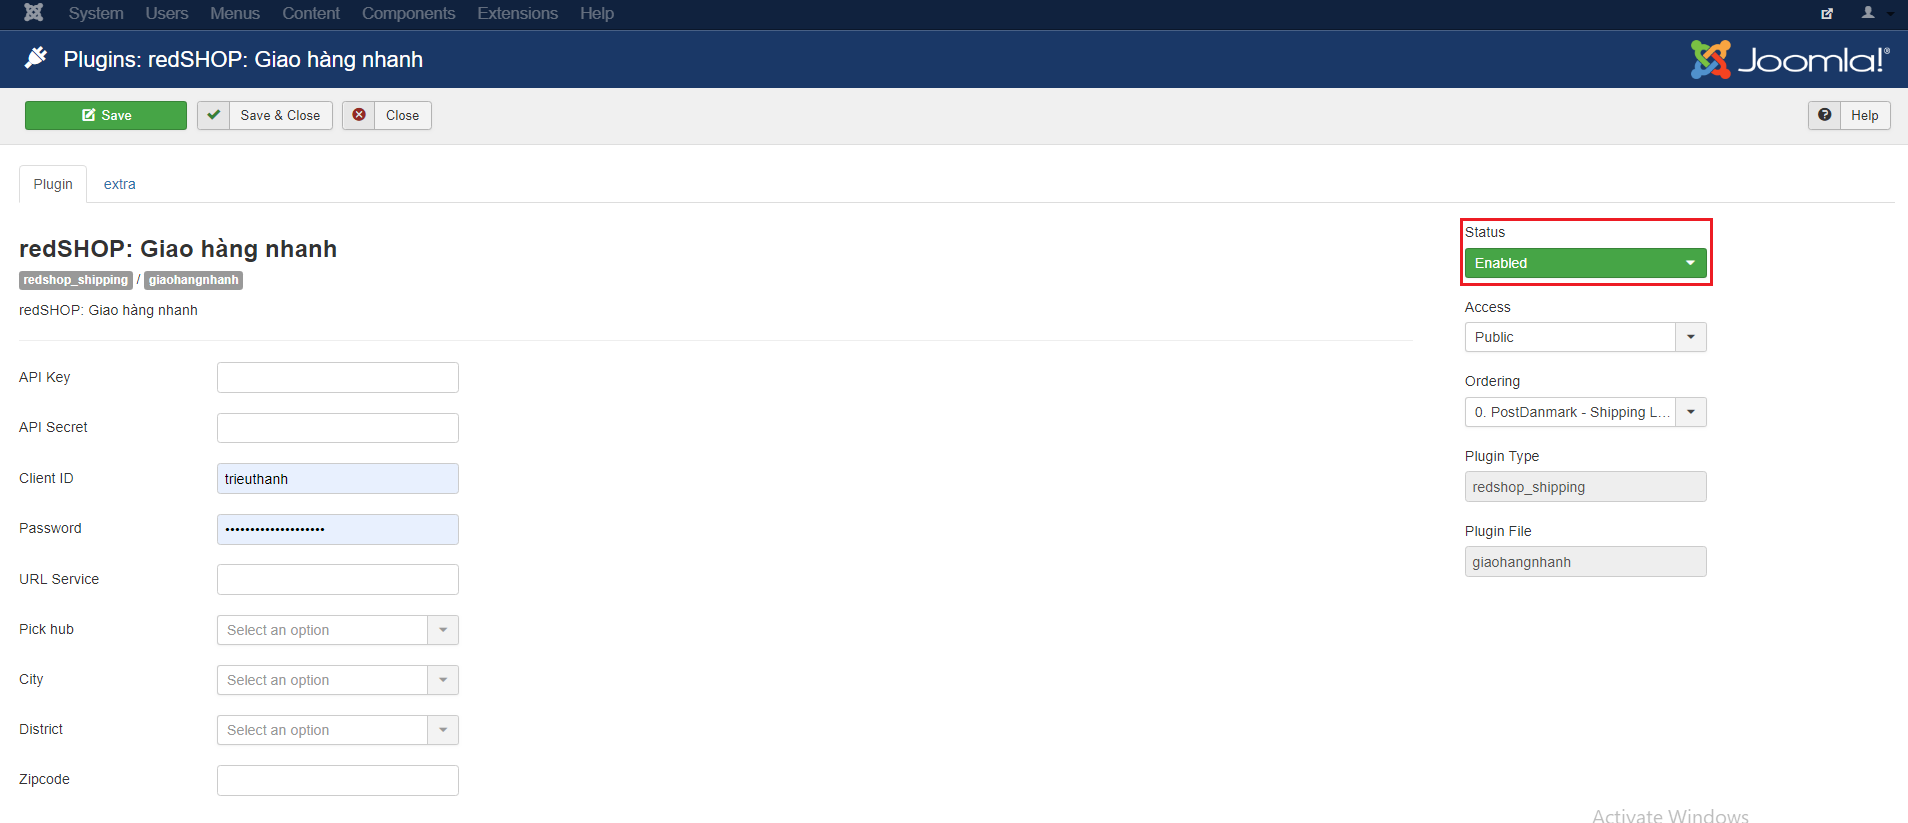 System Users Menus Content Components Extensions Help
Plugins: redSHOP: Giao hàng nhanh
Joomla!®
Save
Save & Close
Close
Help
Plugin
extra
redSHOP: Giao hàng nhanh
redshop_shipping / giaohangnhanh
redSHOP: Giao hàng nhanh
API Key
API Secret
Client ID
trieuthanh
Password
••••••••••••••••••••
URL Service
Pick hub
Select an option
City
Select an option
District
Select an option
Zipcode
Status
Enabled
Access
Public
Ordering
0. PostDanmark - Shipping L...
Plugin Type
redshop_shipping
Plugin File
giaohangnhanh
Activate Windows